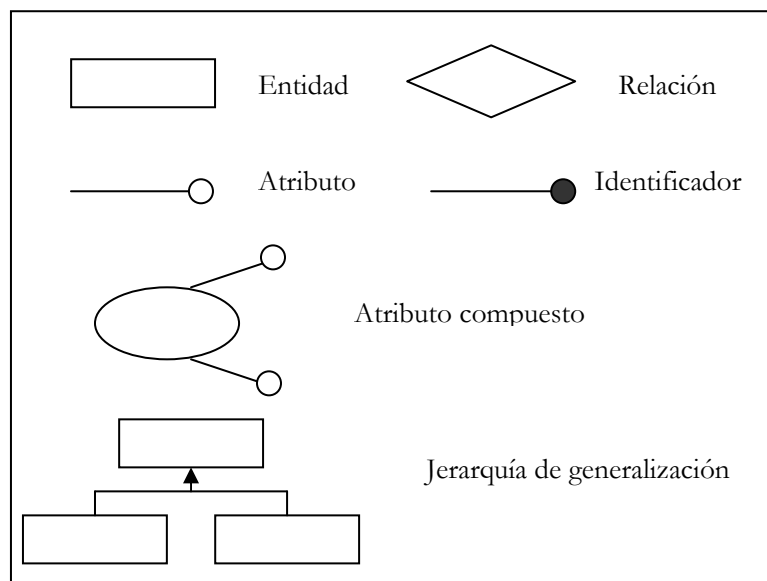 Entidad
Relación
Atributo
Identificador
Atributo compuesto
Jerarquía de generalización